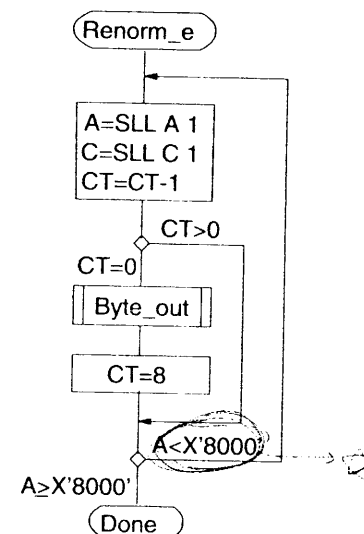 Renorm_e
A=SLL A 1
C=SLL C 1
CT=CT-1
CT>0
CT=0
Byte_out
CT=8
A<X'8000'
A≥X'8000'
Done